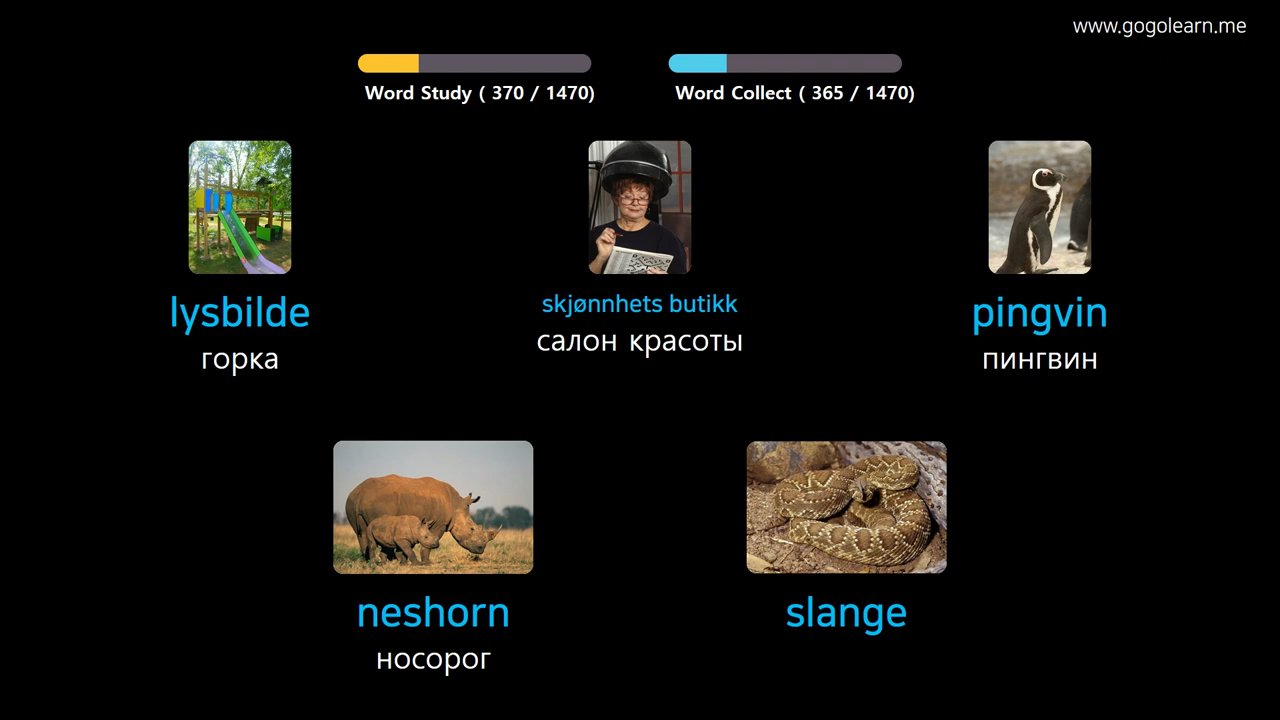 www.gogolearn.me
Word Study ( 370 / 1470)
Word Collect ( 365 / 1470)
lysbilde
горка
skjønnhets butikk
салон красоты
pingvin
пингвин
neshorn
носорог
slange